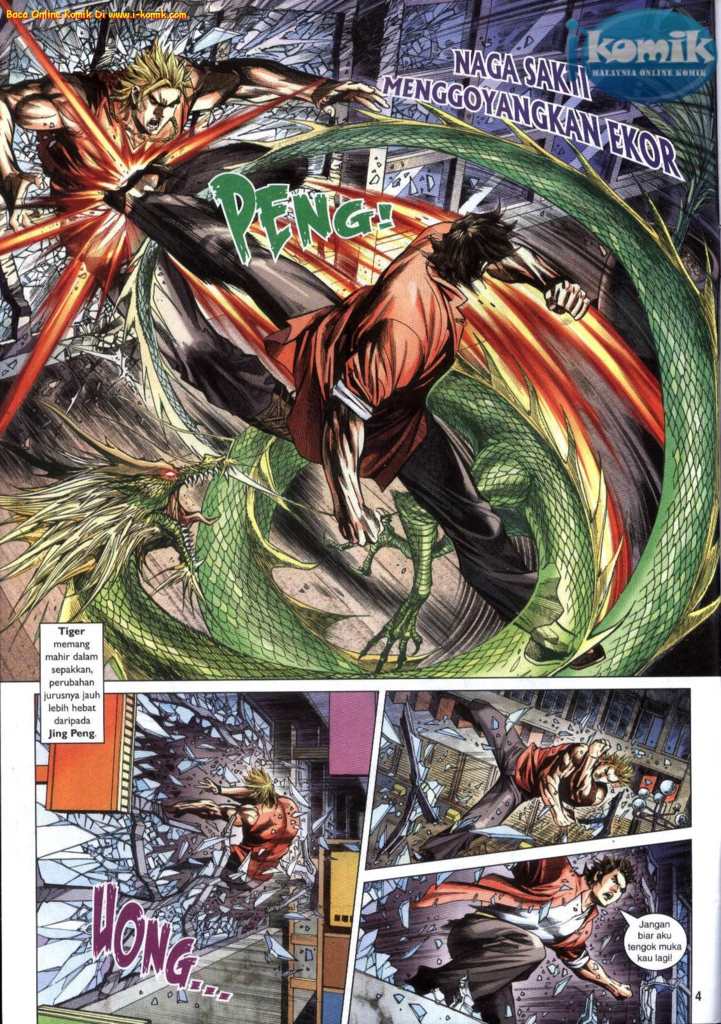 Baca Online Komik Di www.i-komik.com
ikomik
MALAYSIA ONLINE KOMIK
NAGA SAKTI
MENGGOYANGKAN EKOR
PENG!
Tiger
memang
mahir dalam
sepakkan,
perubahan
jurusnya jauh
lebih hebat
daripada
Jing Peng.
UONG...
Jangan
biar aku
tengok muka
kau lagi!
4